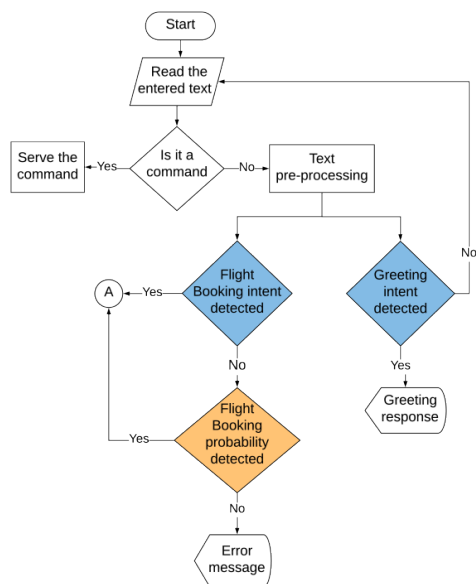 Start
Read the
entered text
Serve the
command
Yes
Is it a
command
No
Text
pre-processing
No
A
Yes
Flight
Booking intent
detected
Greeting
intent
detected
No
Yes
Greeting
response
Yes
Flight
Booking
probability
detected
No
Error
message